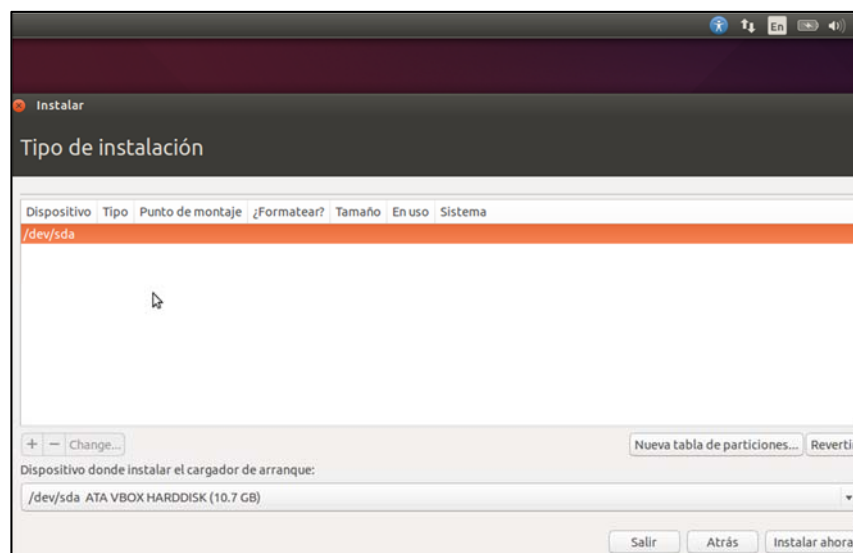 En
Instalar
Tipo de instalación
Dispositivo Tipo Punto de montaje ¿Formatear? Tamaño En uso Sistema
/dev/sda
+ − Change... Nueva tabla de particiones... Reverti
Dispositivo donde instalar el cargador de arranque:
/dev/sda ATA VBOX HARDDISK (10.7 GB)
Salir Atrás Instalar ahora